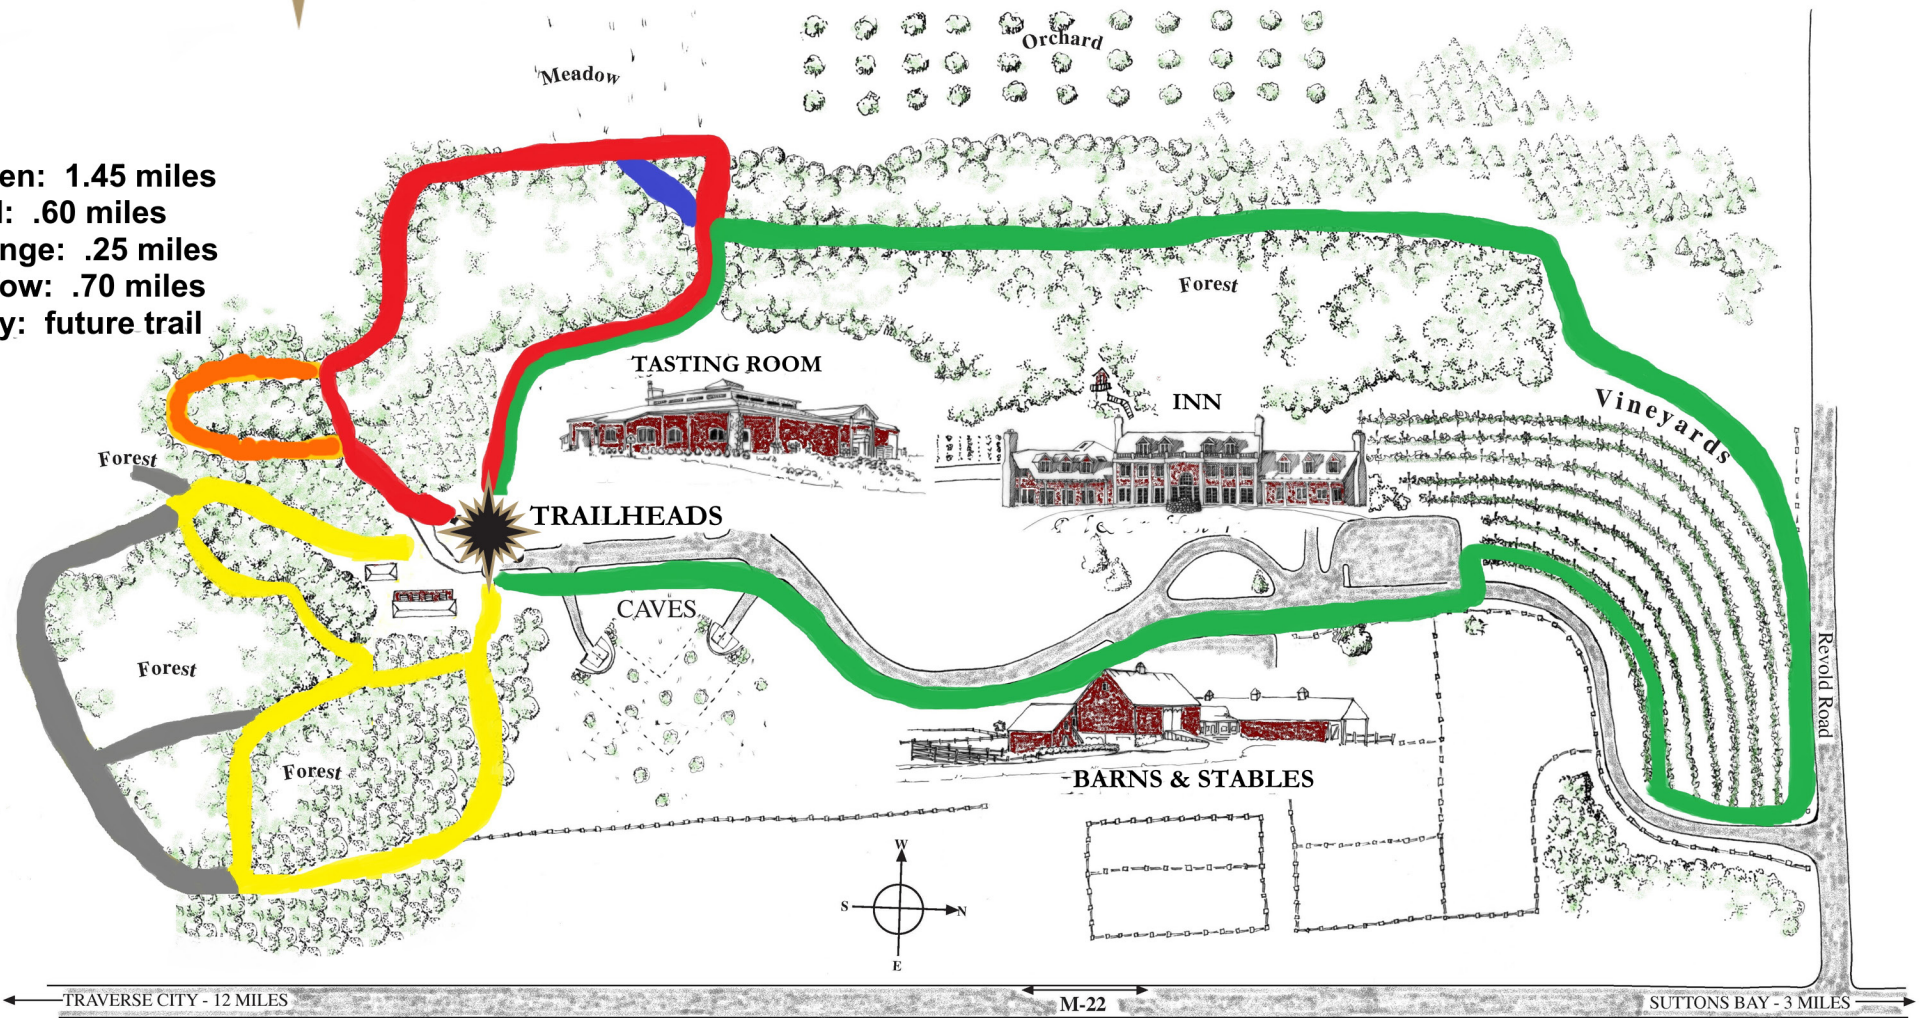 Orchard
Meadow
en: 1.45 miles
l: .60 miles
nge: .25 miles
ow: .70 miles
y: future trail
Forest
TASTING ROOM
INN
Vineyards
Forest
TRAILHEADS
CAVES
Forest
Revold Road
Forest
BARNS & STABLES
W
S
N
E
TRAVERSE CITY - 12 MILES
M-22
SUTTONS BAY - 3 MILES